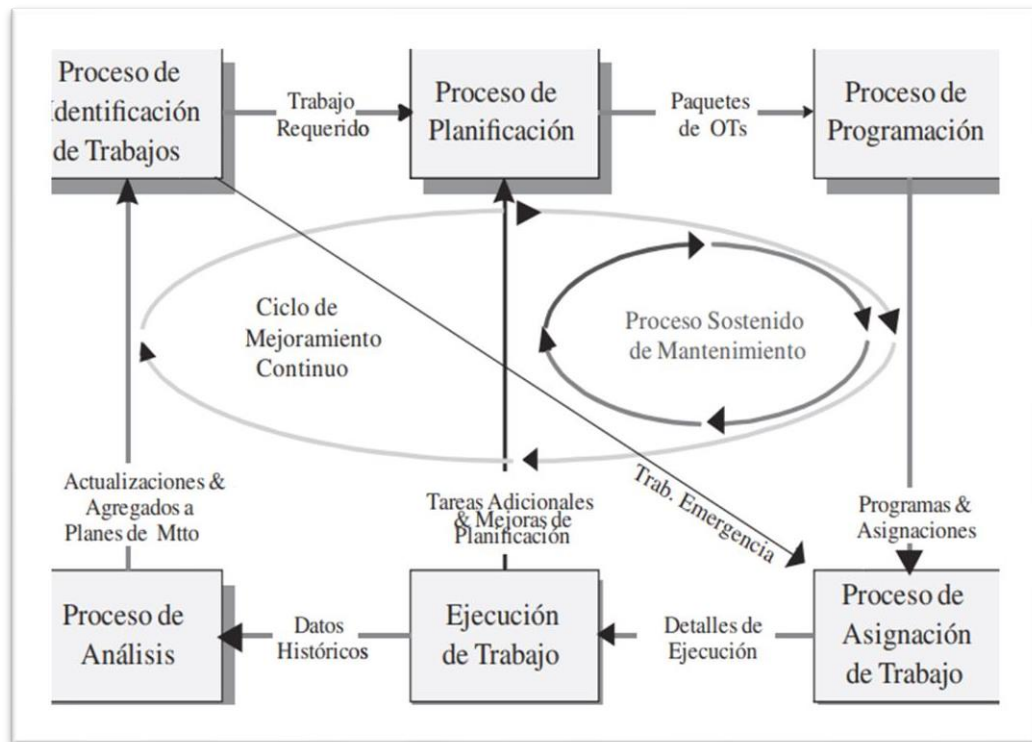 Proceso de
Identificación
de Trabajos
Trabajo
Requerido
Proceso de
Planificación
Paquetes
de OTs
Proceso de
Programación
Ciclo de
Mejoramiento
Continuo
Proceso Sostenido
de Mantenimiento
Actualizaciones &
Agregados a
Planes de Mtto
Tareas Adicionales
& Mejoras de
Planificación
Trab. Emergencia
Programas &
Asignaciones
Proceso de
Análisis
Datos
Históricos
Ejecución
de Trabajo
Detalles de
Ejecución
Proceso de
Asignación
de Trabajo